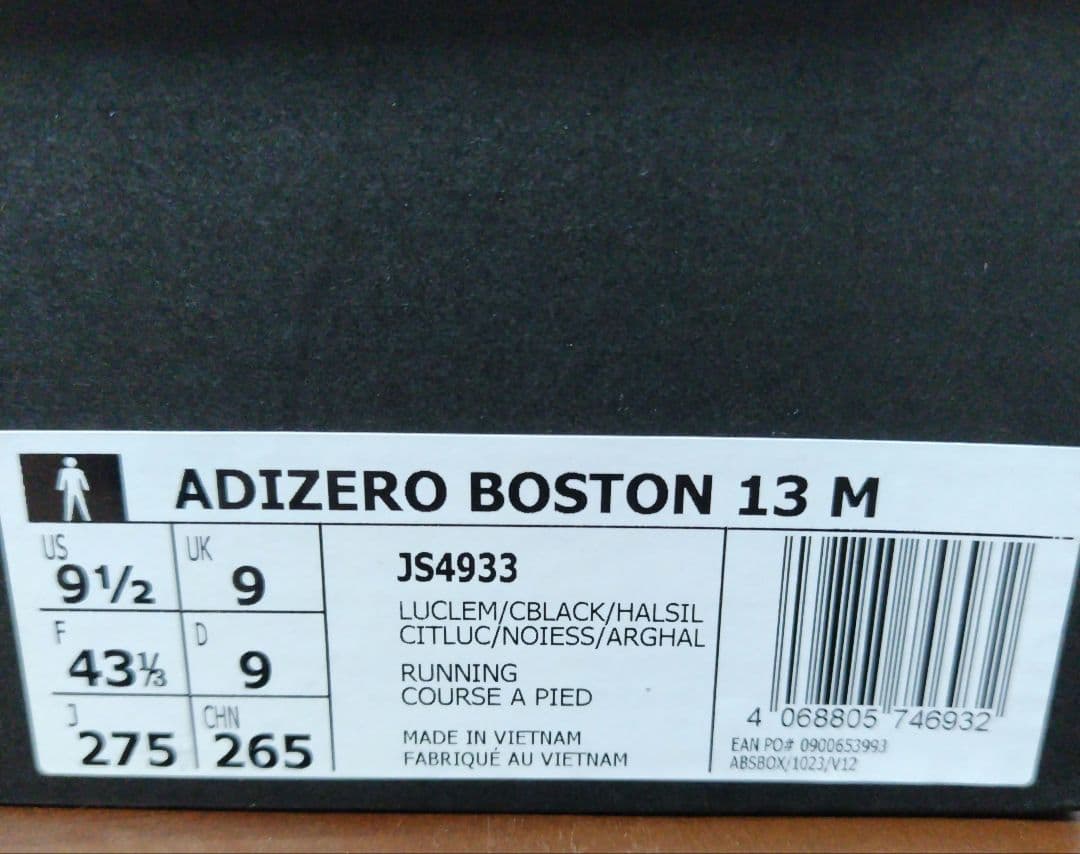 ADIZERO BOSTON 13 M
US
9½
UK
9
F
43⅓
D
9
J
275
CHN
265
JS4933
LUCLEM/CBLACK/HALSIL
CITLUC/NOIESS/ARGHAL
RUNNING
COURSE A PIED
MADE IN VIETNAM
FABRIQUÉ AU VIETNAM
4 068805 746932
EAN PO# 0900653993
ABSBOX/1023/V12